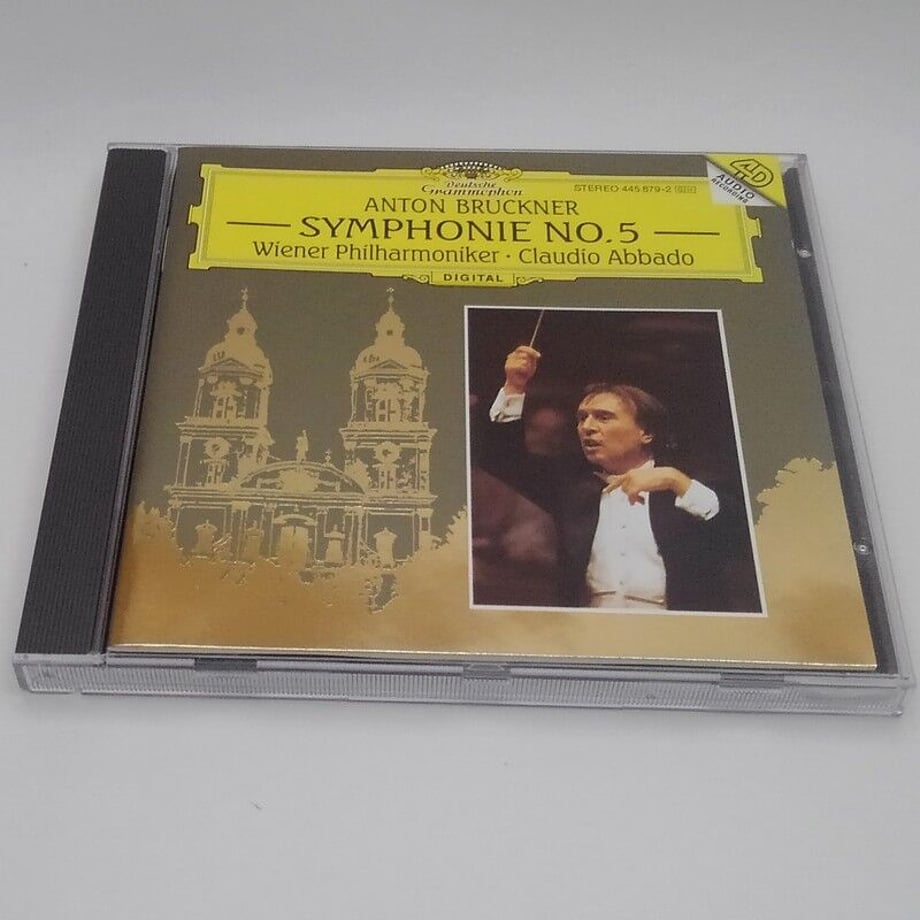 Deutsche
Grammophon
STEREO 445 879-2
4D
AUDIO
RECORDING
ANTON BRUCKNER
SYMPHONIE NO.5
Wiener Philharmoniker · Claudio Abbado
DIGITAL